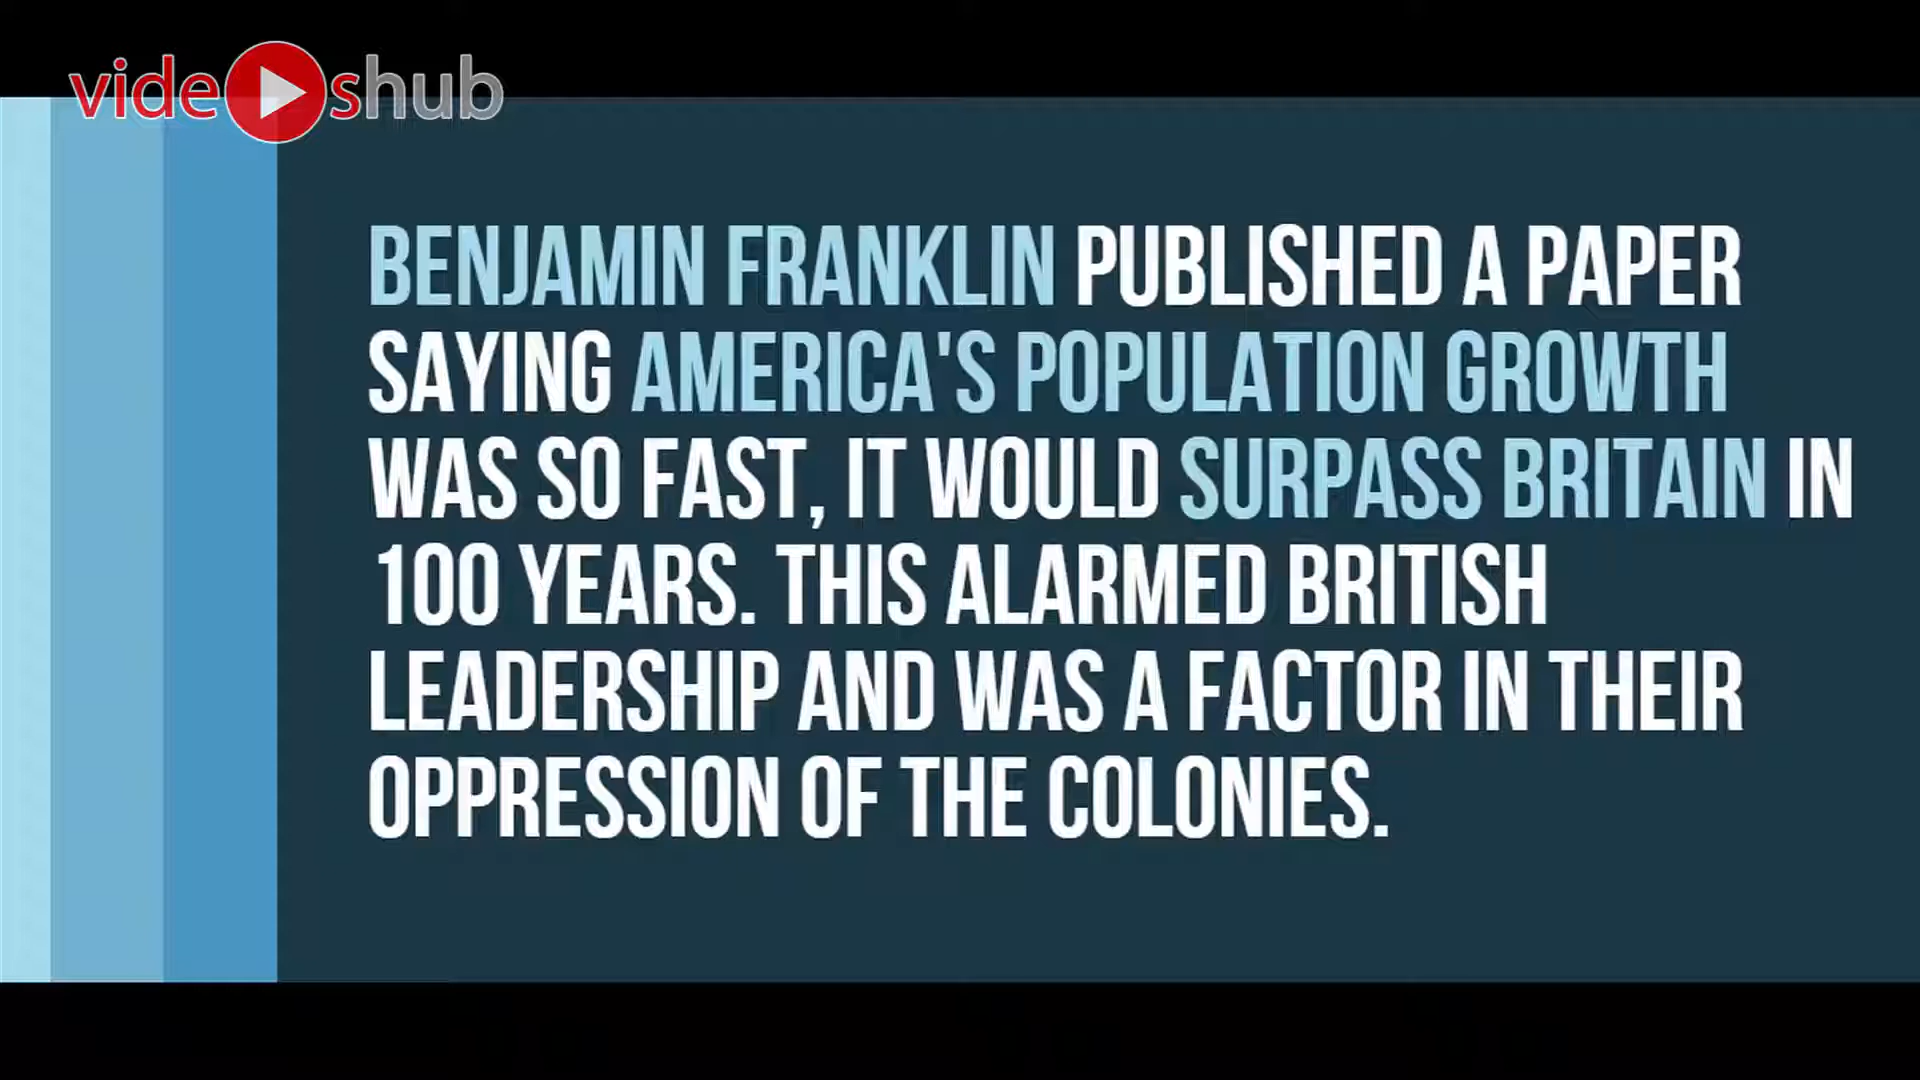 videoshub
BENJAMIN FRANKLIN PUBLISHED A PAPER
SAYING AMERICA'S POPULATION GROWTH
WAS SO FAST, IT WOULD SURPASS BRITAIN IN
100 YEARS. THIS ALARMED BRITISH
LEADERSHIP AND WAS A FACTOR IN THEIR
OPPRESSION OF THE COLONIES.